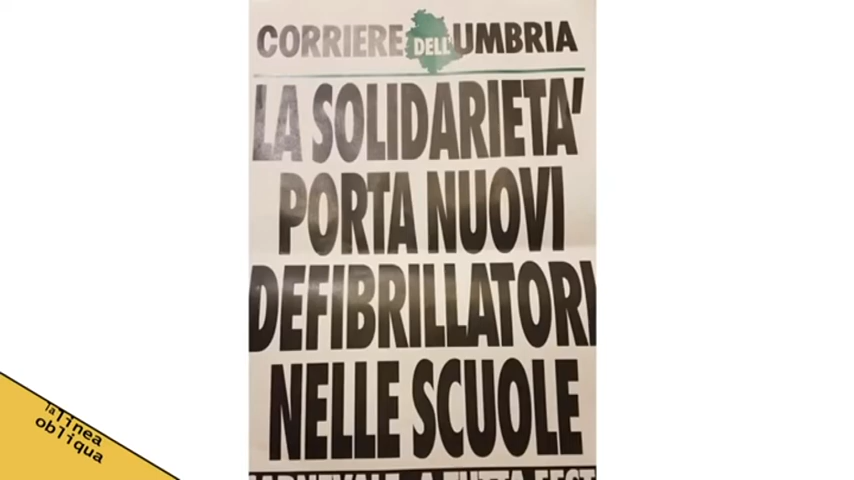 CORRIERE DELL'UMBRIA
LA SOLIDARIETA'
PORTA NUOVI
DEFIBRILLATORI
NELLE SCUOLE
la linea
obliqua